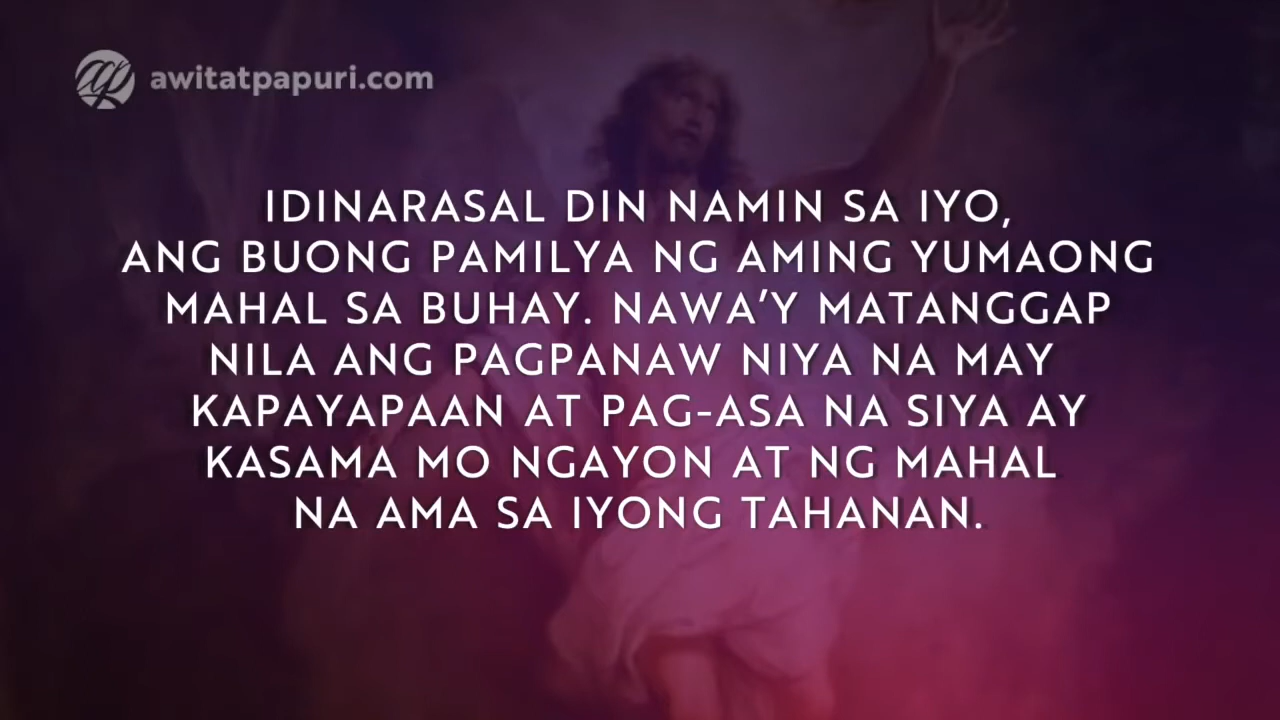 awitatpapuri.com
IDINARASAL DIN NAMIN SA IYO,
ANG BUONG PAMILYA NG AMING YUMAONG
MAHAL SA BUHAY. NAWA’Y MATANGGAP
NILA ANG PAGPANAW NIYA NA MAY
KAPAYAPAAN AT PAG-ASA NA SIYA AY
KASAMA MO NGAYON AT NG MAHAL
NA AMA SA IYONG TAHANAN.